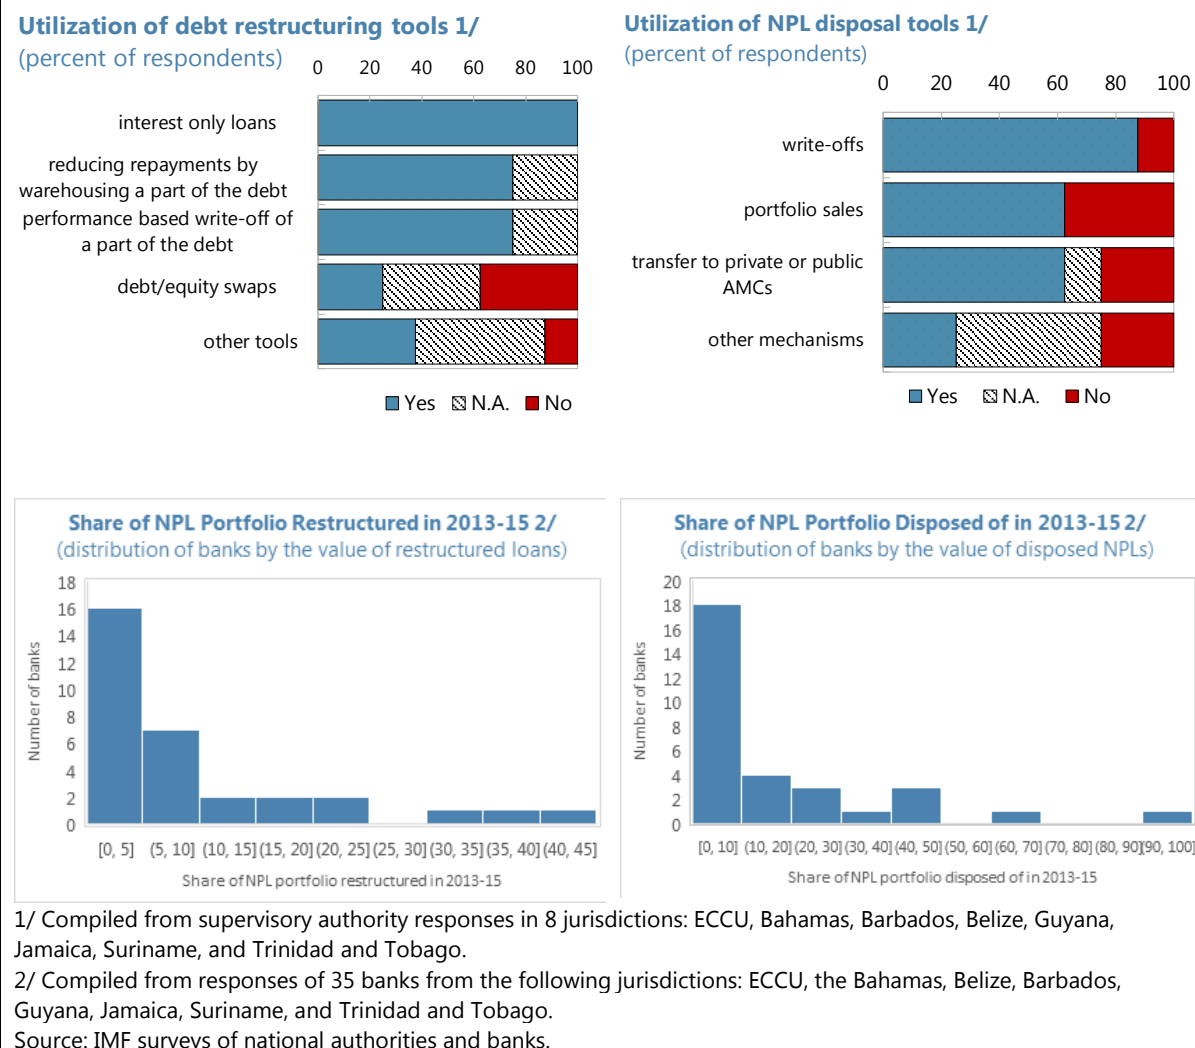 Utilization of debt restructuring tools 1/
(percent of respondents)
0 20 40 60 80 100
interest only loans
reducing repayments by
warehousing a part of the debt
performance based write-off of
a part of the debt
debt/equity swaps
other tools
Yes N.A. No
Utilization of NPL disposal tools 1/
(percent of respondents)
0 20 40 60 80 100
write-offs
portfolio sales
transfer to private or public
AMCs
other mechanisms
Yes N.A. No
Share of NPL Portfolio Restructured in 2013-15 2/
(distribution of banks by the value of restructured loans)
18
16
14
12
10
8
6
4
2
0
Number of banks
[0, 5] (5, 10] (10, 15] (15, 20] (20, 25] (25, 30] (30, 35] (35, 40] (40, 45]
Share of NPL portfolio restructured in 2013-15
Share of NPL Portfolio Disposed of in 2013-15 2/
(distribution of banks by the value of disposed NPLs)
20
18
16
14
12
10
8
6
4
2
0
Number of banks
[0, 10] (10, 20] (20, 30] (30, 40] (40, 50] (50, 60] (60, 70] (70, 80] (80, 90] (90, 100]
Share of NPL portfolio disposed of in 2013-15
1/ Compiled from supervisory authority responses in 8 jurisdictions: ECCU, Bahamas, Barbados, Belize, Guyana,
Jamaica, Suriname, and Trinidad and Tobago.
2/ Compiled from responses of 35 banks from the following jurisdictions: ECCU, the Bahamas, Belize, Barbados,
Guyana, Jamaica, Suriname, and Trinidad and Tobago.
Source: IMF surveys of national authorities and banks.